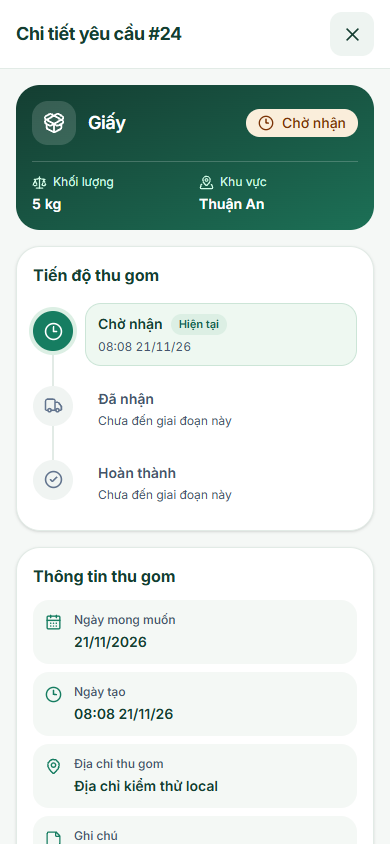 Chi tiết yêu cầu #24
Giấy
Chờ nhận
Khối lượng
Khu vực
5 kg
Thuận An
Tiến độ thu gom
Chờ nhận
Hiện tại
08:08 21/11/26
Đã nhận
Chưa đến giai đoạn này
Hoàn thành
Chưa đến giai đoạn này
Thông tin thu gom
Ngày mong muốn
21/11/2026
Ngày tạo
08:08 21/11/26
Địa chỉ thu gom
Địa chỉ kiểm thử local
Ghi chú